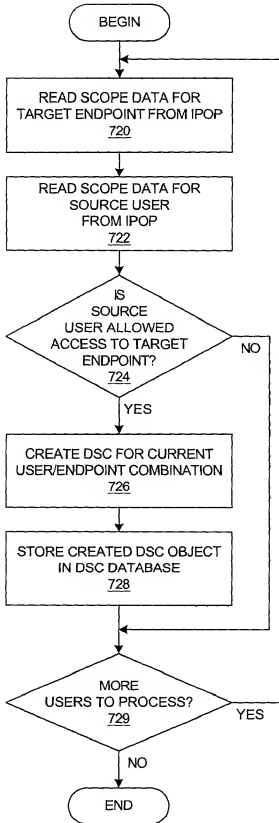 BEGIN
READ SCOPE DATA FOR
TARGET ENDPOINT FROM IPOP
720
READ SCOPE DATA FOR
SOURCE USER
FROM IPOP
722
IS
SOURCE
USER ALLOWED
ACCESS TO TARGET
ENDPOINT?
724
NO
YES
CREATE DSC FOR CURRENT
USER/ENDPOINT COMBINATION
726
STORE CREATED DSC OBJECT
IN DSC DATABASE
728
MORE
USERS TO PROCESS?
729
YES
NO
END